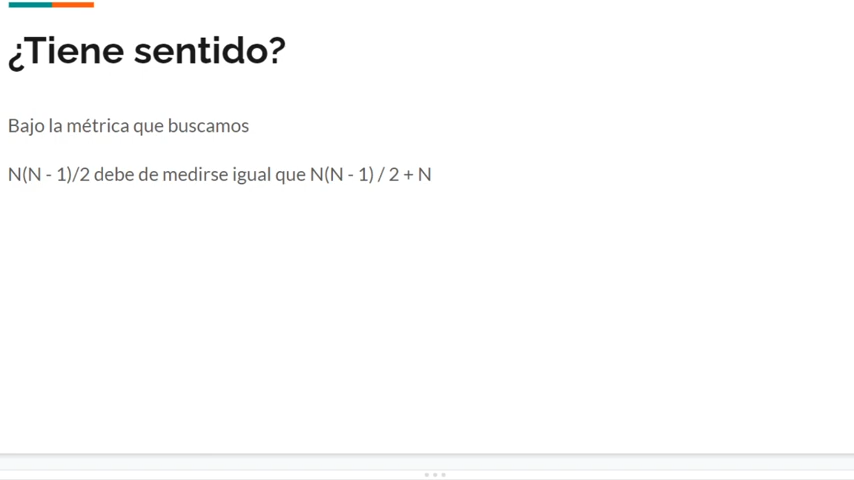 ¿Tiene sentido?
Bajo la métrica que buscamos
N(N - 1)/2 debe de medirse igual que N(N - 1) / 2 + N